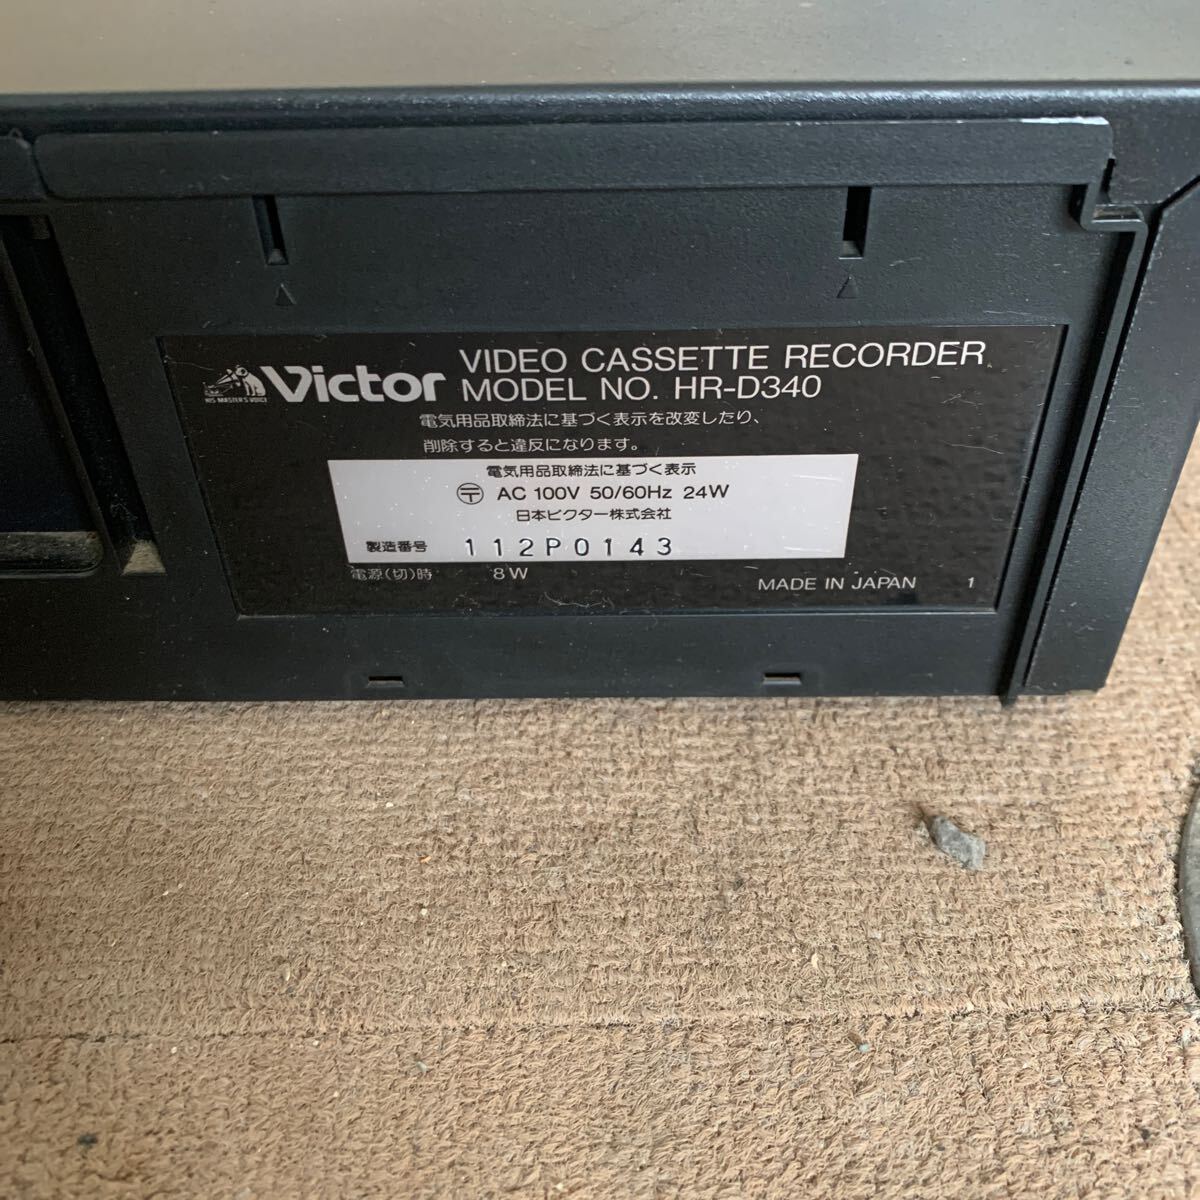 VIDEO CASSETTE RECORDER
HIS MASTER'S VOICE
Victor
MODEL NO. HR-D340
電気用品取締法に基づく表示を改変したり、
削除すると違反になります。
電気用品取締法に基づく表示
〒 AC 100V 50/60Hz 24W
日本ビクター株式会社
製造番号 112P0143
電源(切)時 8W
MADE IN JAPAN 1